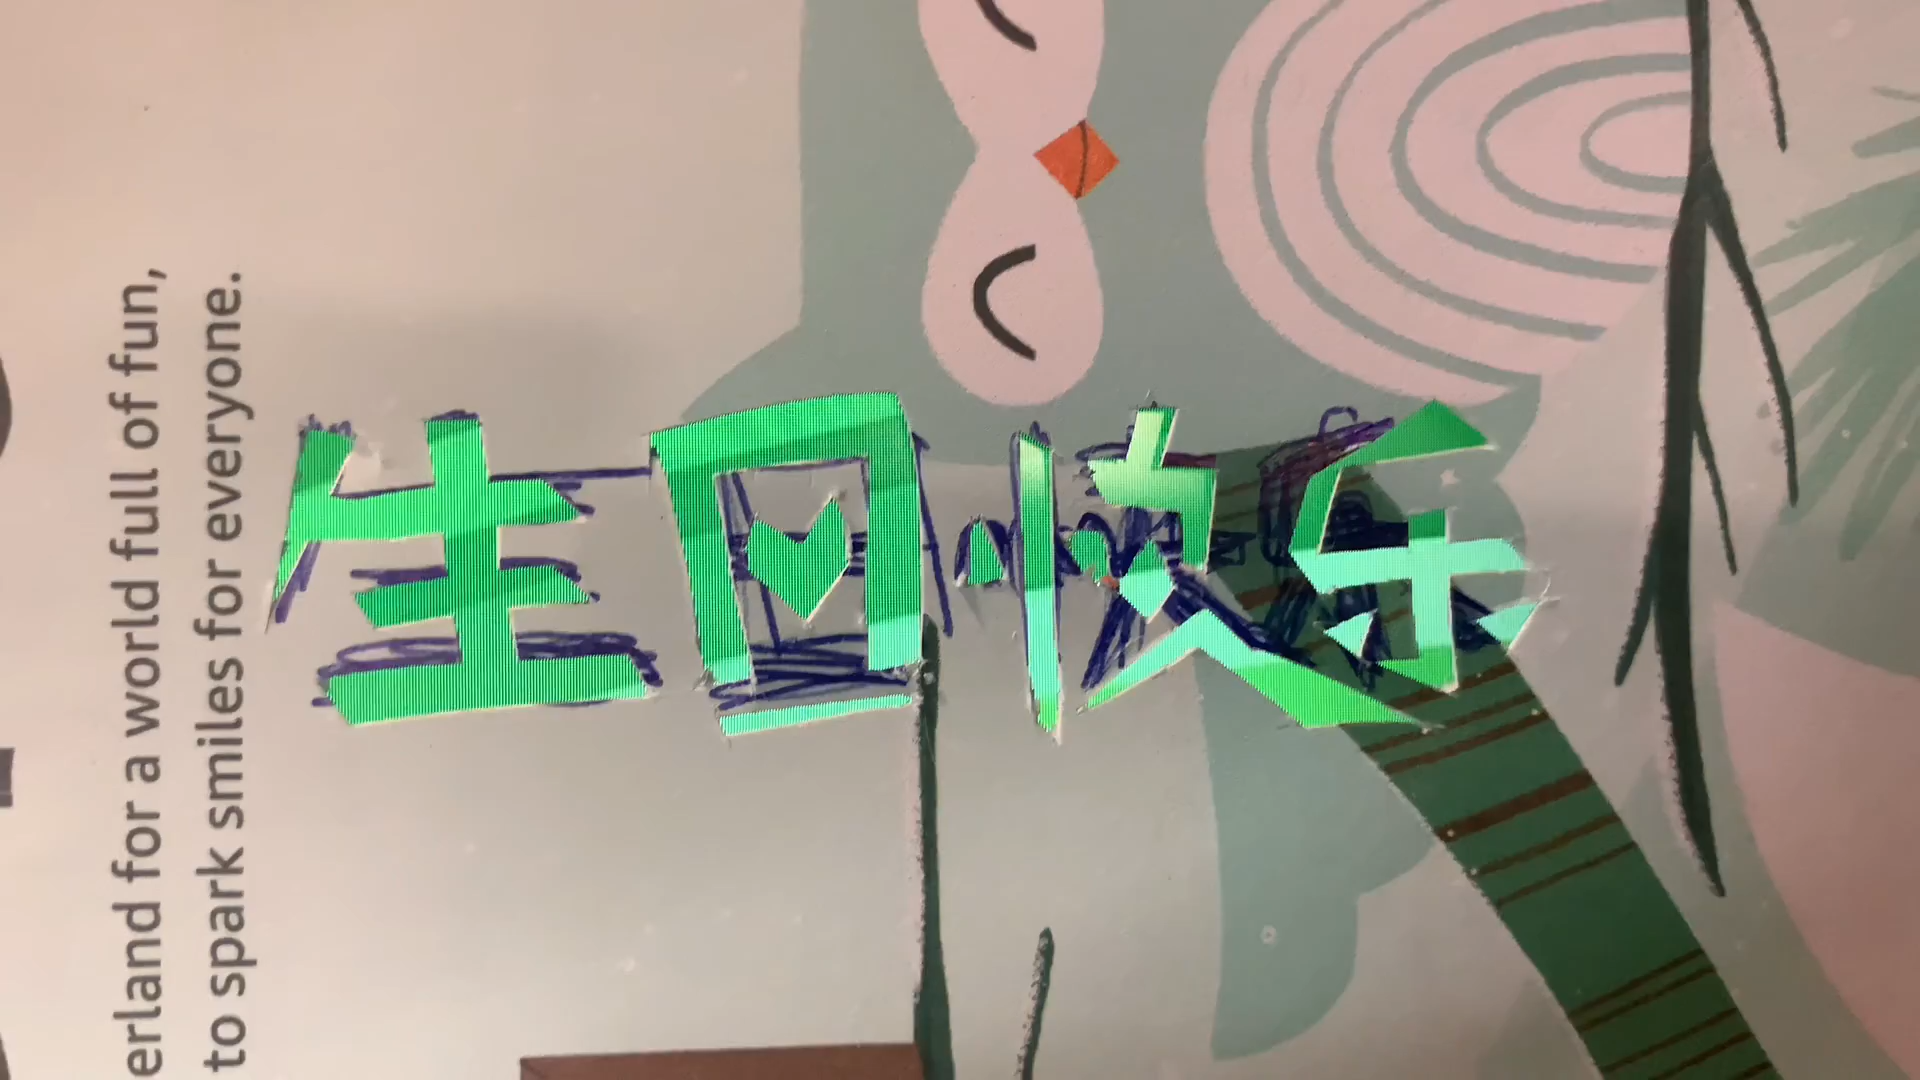 生日快乐
erland for a world full of fun,
to spark smiles for everyone.